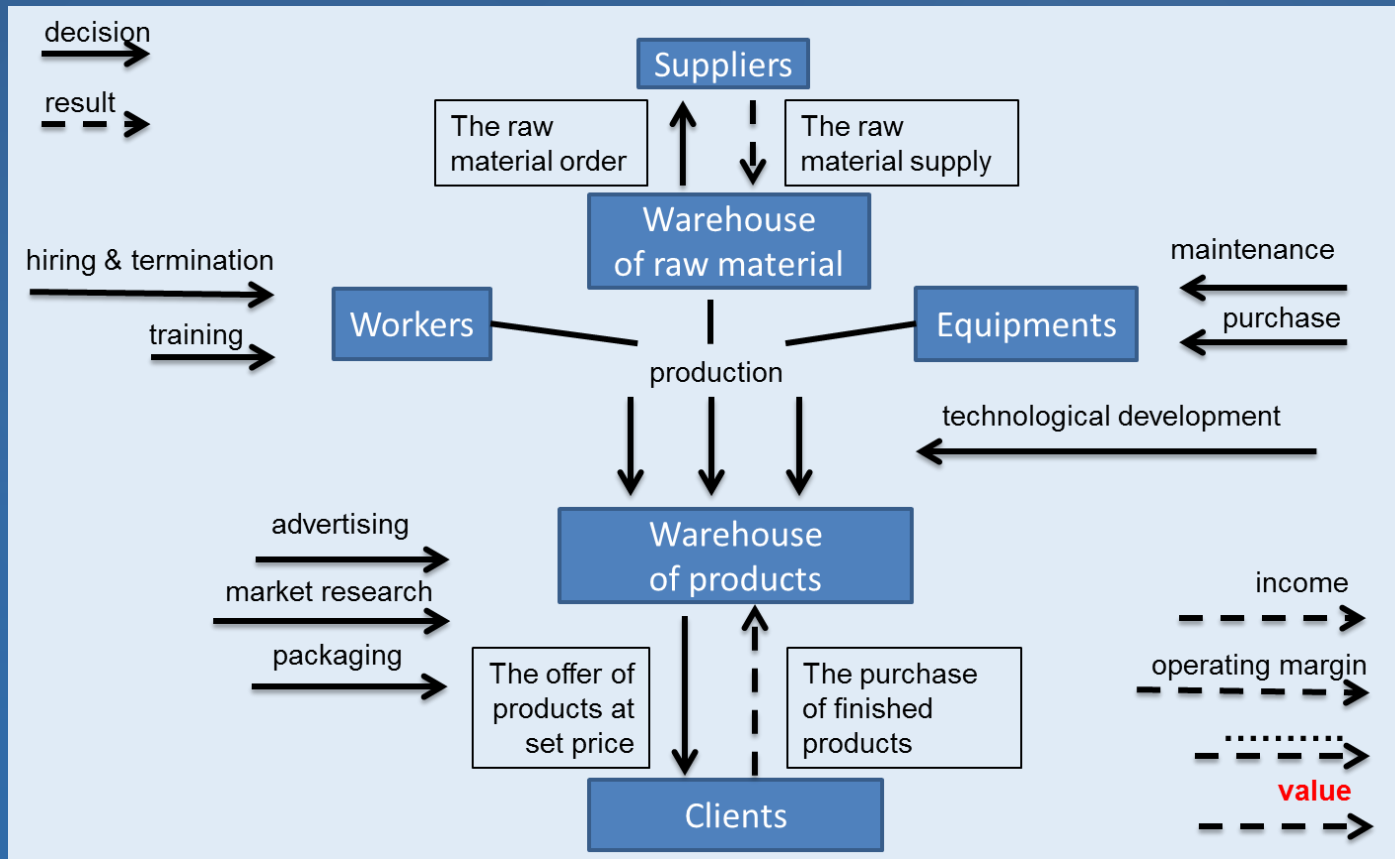 decision
result
Suppliers
The raw
material order
The raw
material supply
Warehouse
of raw material
hiring & termination
training
Workers
Equipments
maintenance
purchase
production
technological development
advertising
market research
packaging
Warehouse
of products
The offer of
products at
set price
The purchase
of finished
products
Clients
income
operating margin
..........
value